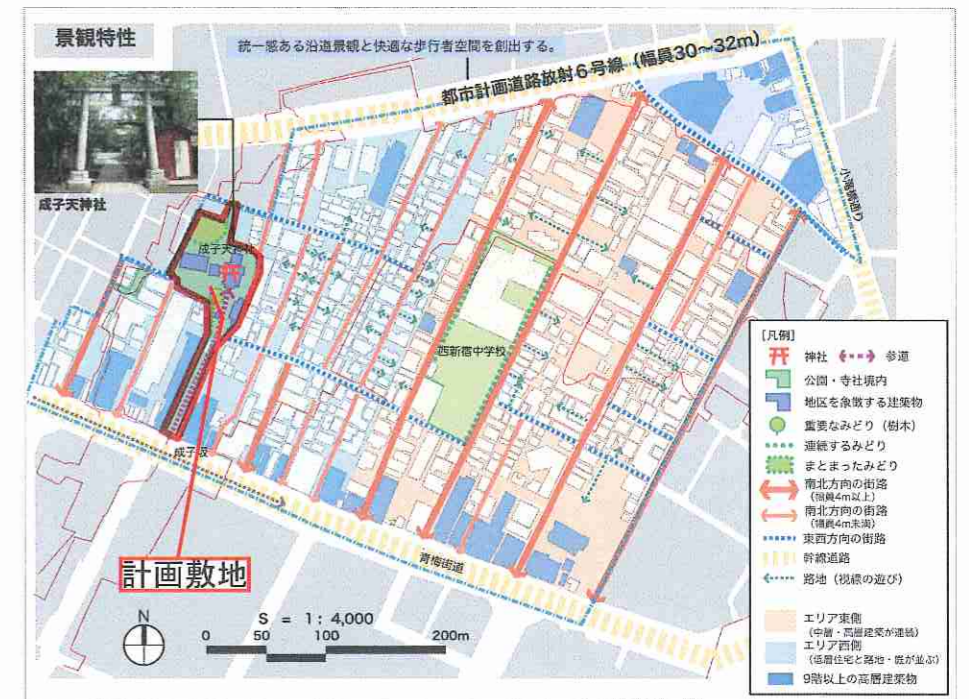 景観特性
統一感ある沿道景観と快適な歩行者空間を創出する。
都市計画道路放射6号線(幅員30～32m)
成子天神社
成子天神社
小滝橋通り
西新宿中学校
成子坂
青梅街道
計画敷地
N
S = 1：4,000
0 50 100 200m
[凡例]
神社
参道
公園・寺社境内
地区を象徴する建築物
重要なみどり（樹木）
連続するみどり
まとまったみどり
南北方向の街路
（幅員4m以上）
南北方向の街路
（幅員4m未満）
東西方向の街路
幹線道路
路地（視線の遊び）
エリア東側
（中層・高層建築が連続）
エリア西側
（低層住宅と路地・庭が並ぶ）
9階以上の高層建築物